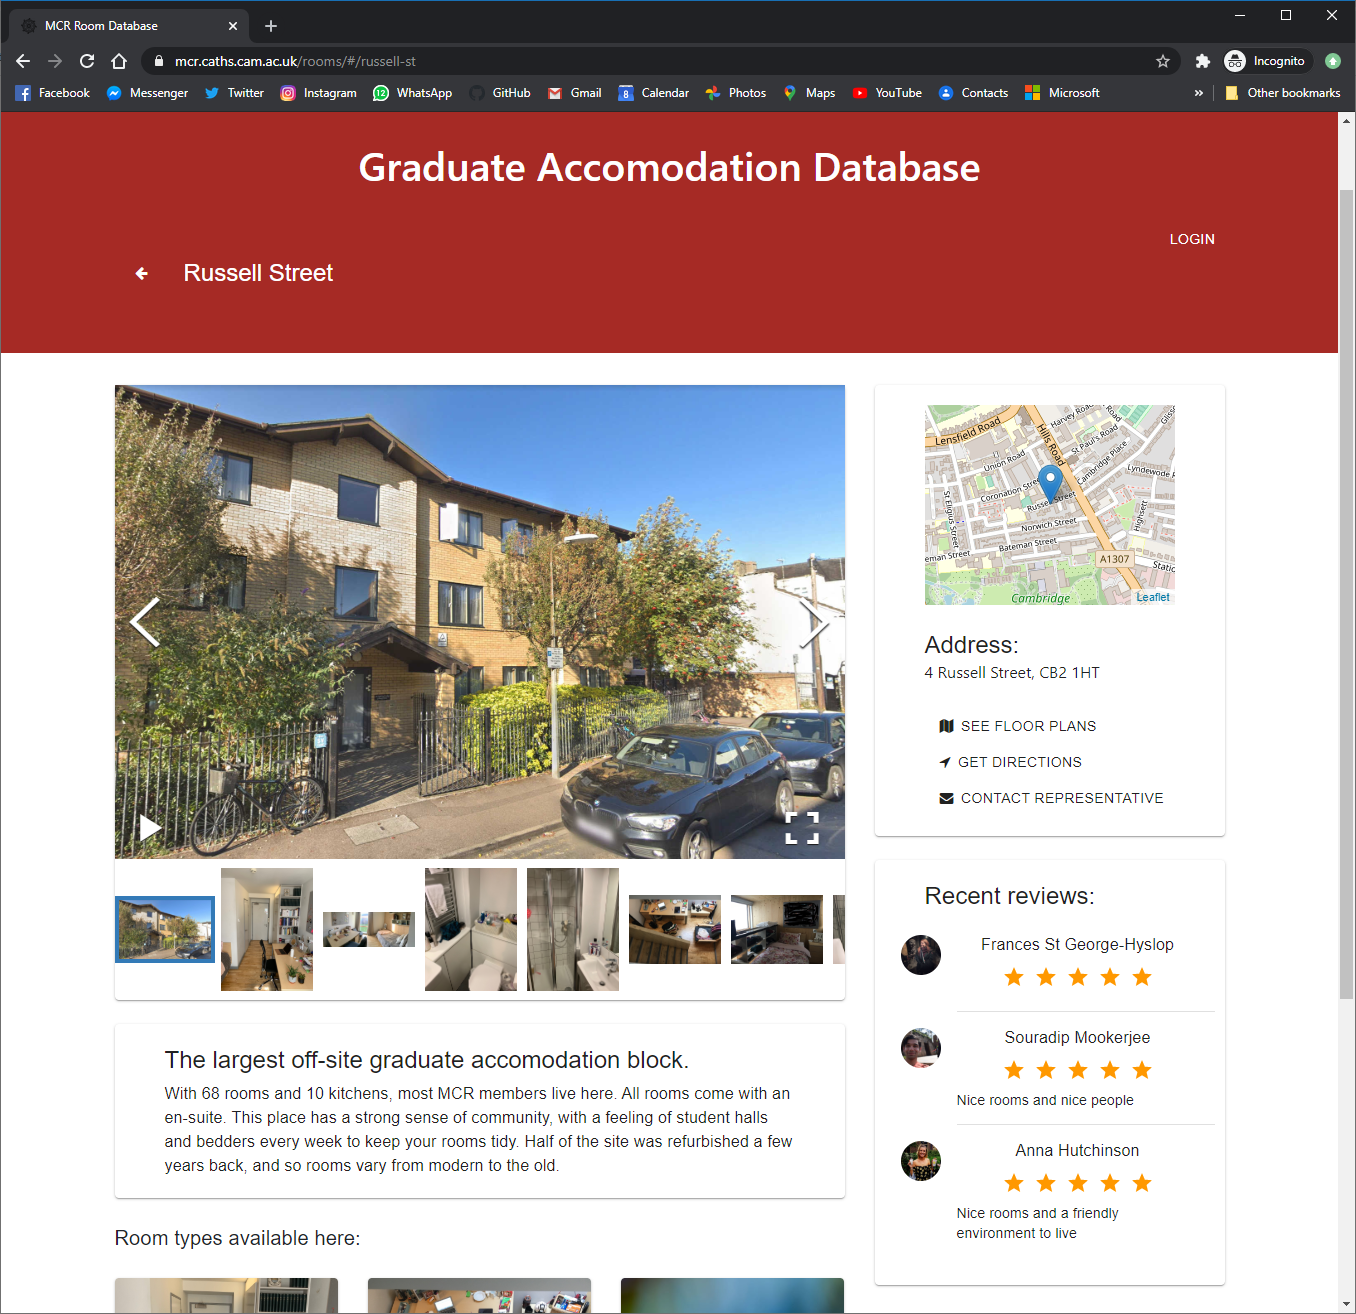 MCR Room Database
mcr.caths.cam.ac.uk/rooms/#/russell-st
Incognito
Facebook
Messenger
Twitter
Instagram
12
WhatsApp
GitHub
Gmail
8
Calendar
Photos
Maps
YouTube
Contacts
Microsoft
»
Other bookmarks
Graduate Accomodation Database
LOGIN
Russell Street
Lensfield Road
Harvey Road
Hills Road
St Paul's Road
Union Road
Cambridge Place
Coronation Street
Lyndewode
Russell Street
St Eligius Street
Norwich Street
Highsett
Bateman Street
eman Street
A1307
Static
Cambridge
Leaflet
Address:
4 Russell Street, CB2 1HT
SEE FLOOR PLANS
GET DIRECTIONS
CONTACT REPRESENTATIVE
Recent reviews:
Frances St George-Hyslop
Souradip Mookerjee
Nice rooms and nice people
Anna Hutchinson
Nice rooms and a friendly
environment to live
The largest off-site graduate accomodation block.
With 68 rooms and 10 kitchens, most MCR members live here. All rooms come with an
en-suite. This place has a strong sense of community, with a feeling of student halls
and bedders every week to keep your rooms tidy. Half of the site was refurbished a few
years back, and so rooms vary from modern to the old.
Room types available here: